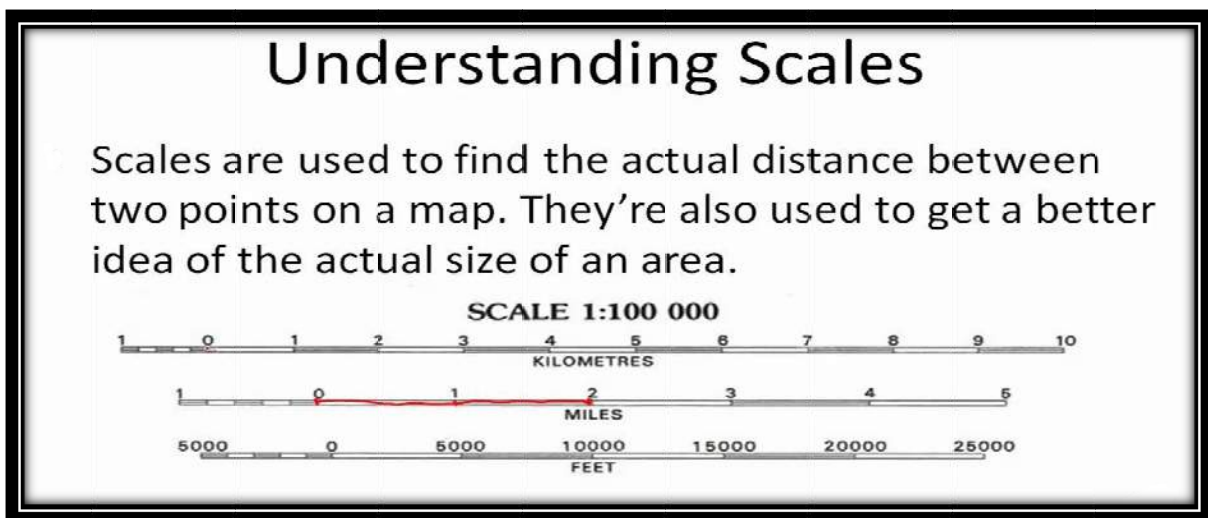 Understanding Scales
Scales are used to find the actual distance between
two points on a map. They’re also used to get a better
idea of the actual size of an area.
SCALE 1:100 000
1 0 1 2 3 4 5 6 7 8 9 10
KILOMETRES
1 0 1 2 3 4 5
MILES
5000 0 5000 10000 15000 20000 25000
FEET